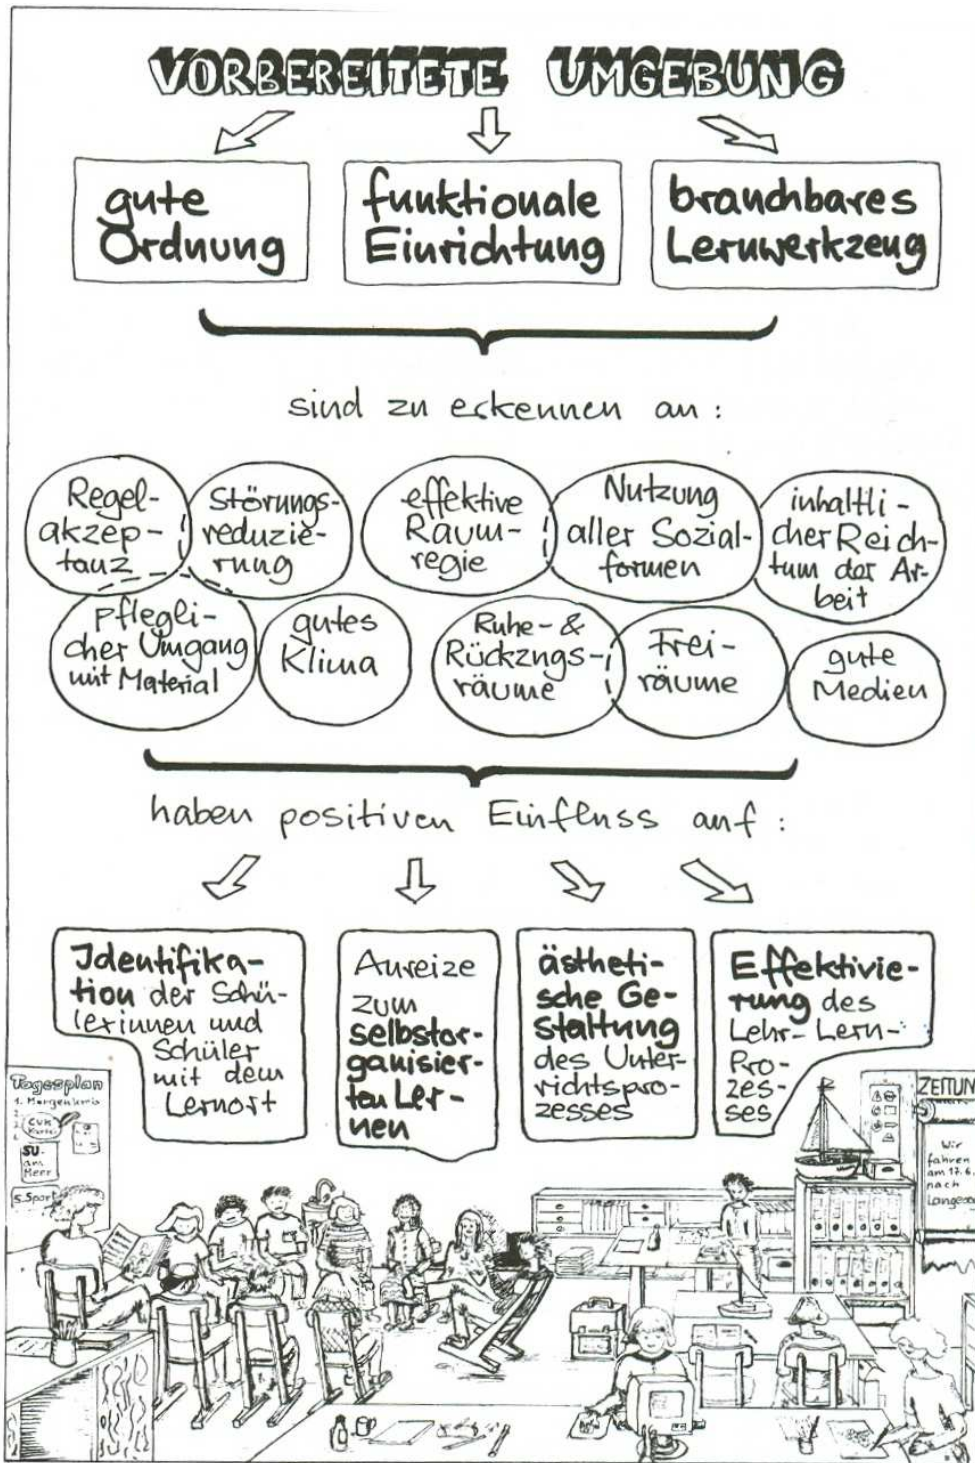 VORBEREITETE UMGEBUNG
gute
Ordnung
funktionale
Einrichtung
brauchbares
Lernwerkzeug
sind zu erkennen an:
Regel-
akzep-
tanz
Störungs-
reduzie-
rung
effektive
Raum-
regie
Nutzung
aller Sozial-
formen
inhaltli-
cher Reich-
tum der Ar-
beit
pflegli-
cher Umgang
mit Material
gutes
Klima
Ruhe- &
Rückzugs-
räume
Frei-
räume
gute
Medien
haben positiven Einfluss auf:
Identifika-
tion der Schü-
lerinnen und
Schüler
mit dem
Lernort
Anreize
zum
selbstor-
ganisier-
ten Ler-
nen
ästheti-
sche Ge-
staltung
des Unter-
richtspro-
zesses
Effektivie-
rung des
Lehr-Lern-
Pro-
zes-
ses
Tagesplan
1. Morgenkreis
SU-
am
Meer
5. Sport
ZEITUN
Wir
fahren
am 17.6.
nach
Langeoo